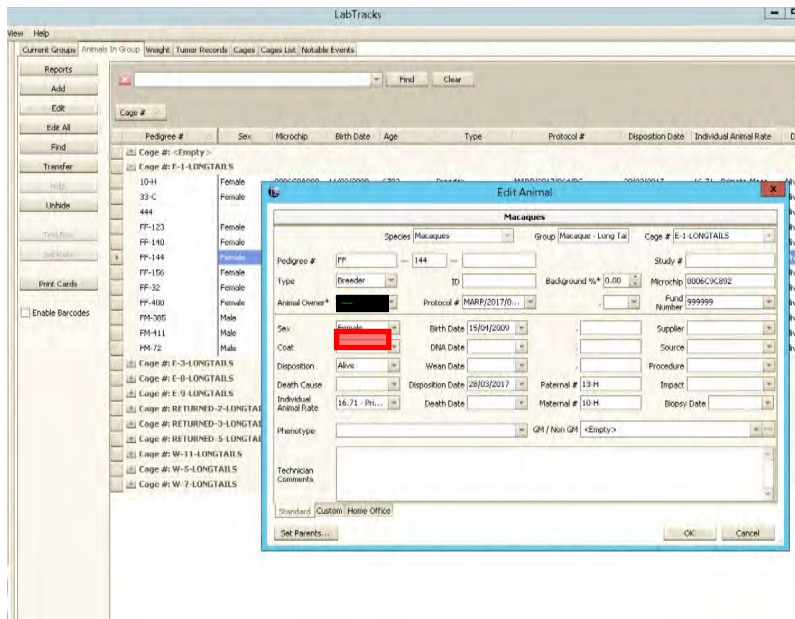 LabTracks
View Help
Current Groups Animals In Group Weight Tumor Records Cages Cages List Notable Events
Reports
Add
Edit
Edit All
Find
Transfer
Hide
Unhide
Print Cards
Enable Barcodes
Find Clear
Cage #
Pedigree # Sex Microchip Birth Date Age Type Protocol # Disposition Date Individual Animal Rate
Cage #: <Empty>
Cage #: E-1-LONGTAILS
10-H Female
33-C Female
444
FF-123 Female
FF-140 Female
FF-144 Female
FF-156 Female
FF-32 Female
FF-400 Female
FM-385 Male
FM-411 Male
FM-72 Male
Cage #: E-3-LONGTAILS
Cage #: E-8-LONGTAILS
Cage #: E-9-LONGTAILS
Cage #: RETURNED-2-LONGTAI
Cage #: RETURNED-3-LONGTAI
Cage #: RETURNED-5-LONGTAI
Cage #: W-11-LONGTAILS
Cage #: W-5-LONGTAILS
Cage #: W-7-LONGTAILS
Edit Animal
Macaques
Species Macaques Group Macaque - Long Tai Cage # E-1-LONGTAILS
Pedigree # FF — 144 — Study #
Type Breeder ID Background %* 0.00 Microchip 0006C9C892
Animal Owner* Protocol # MARP/2017/0... Fund Number 999999
Sex Female Birth Date 15/04/2009 Supplier
Coat DNA Date Source
Disposition Alive Wean Date Procedure
Death Cause Disposition Date 28/03/2017 Paternal # 13-H Impact
Individual Animal Rate 16.71 - Pri... Death Date Maternal # 10-H Biopsy Date
Phenotype GM / Non GM <Empty>
Technician Comments
Standard Custom Home Office
Set Parents... OK Cancel